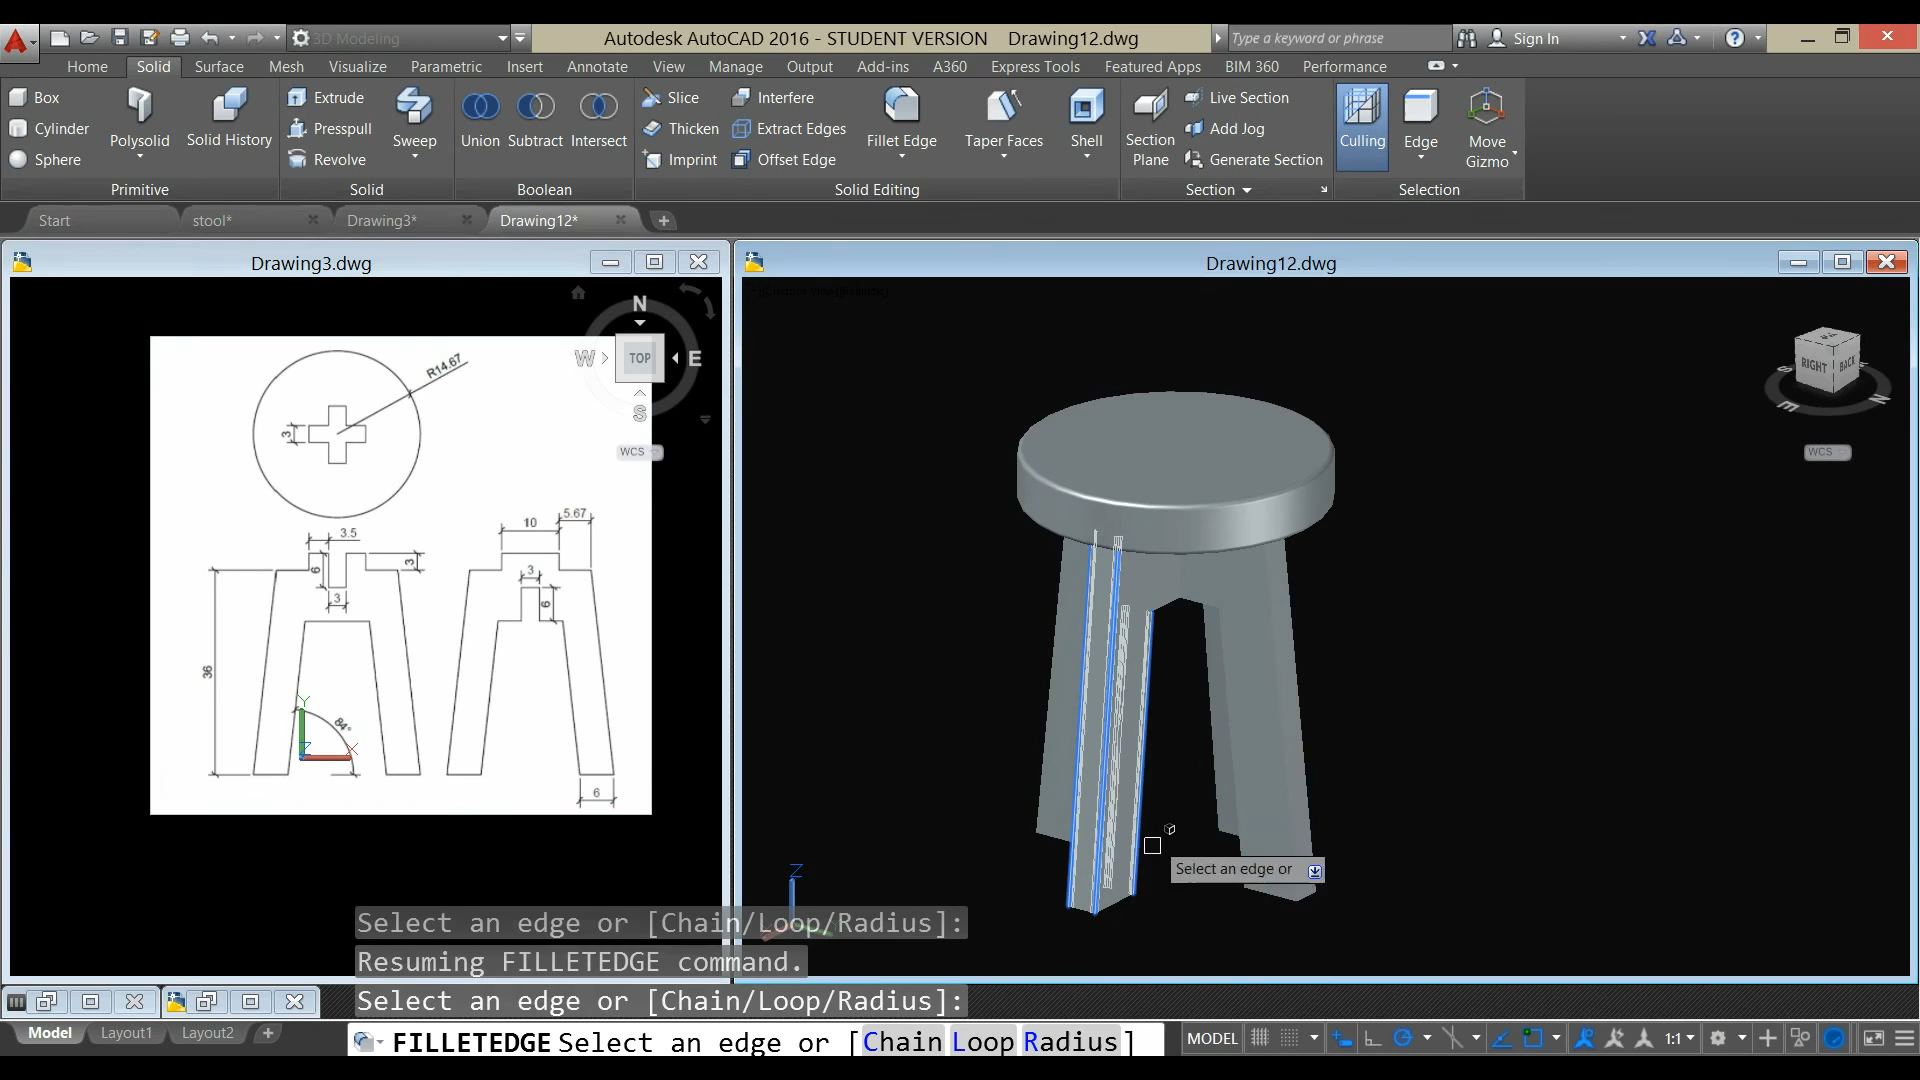 3D Modeling
Autodesk AutoCAD 2016 - STUDENT VERSION Drawing12.dwg
Type a keyword or phrase
Sign In
Home Solid Surface Mesh Visualize Parametric Insert Annotate View Manage Output Add-ins A360 Express Tools Featured Apps BIM 360 Performance
Box Extrude Slice Interfere Live Section
Cylinder Presspull Thicken Extract Edges Add Jog
Sphere Revolve Imprint Offset Edge Generate Section
Polysolid Solid History Sweep Union Subtract Intersect Fillet Edge Taper Faces Shell Section Plane Culling Edge Move Gizmo
Primitive Solid Boolean Solid Editing Section Selection
Start stool* Drawing3* Drawing12*
Drawing3.dwg
N
W TOP E
S
WCS
R14.67
3
3.5
6
3
3
36
84°
10
5.67
3
6
6
Y
Z X
Drawing12.dwg
RIGHT BACK
S E N
WCS
Select an edge or
Z
Select an edge or [Chain/Loop/Radius]:
Resuming FILLETEDGE command.
Select an edge or [Chain/Loop/Radius]:
FILLETEDGE Select an edge or [Chain Loop Radius]
Model Layout1 Layout2
MODEL
1:1